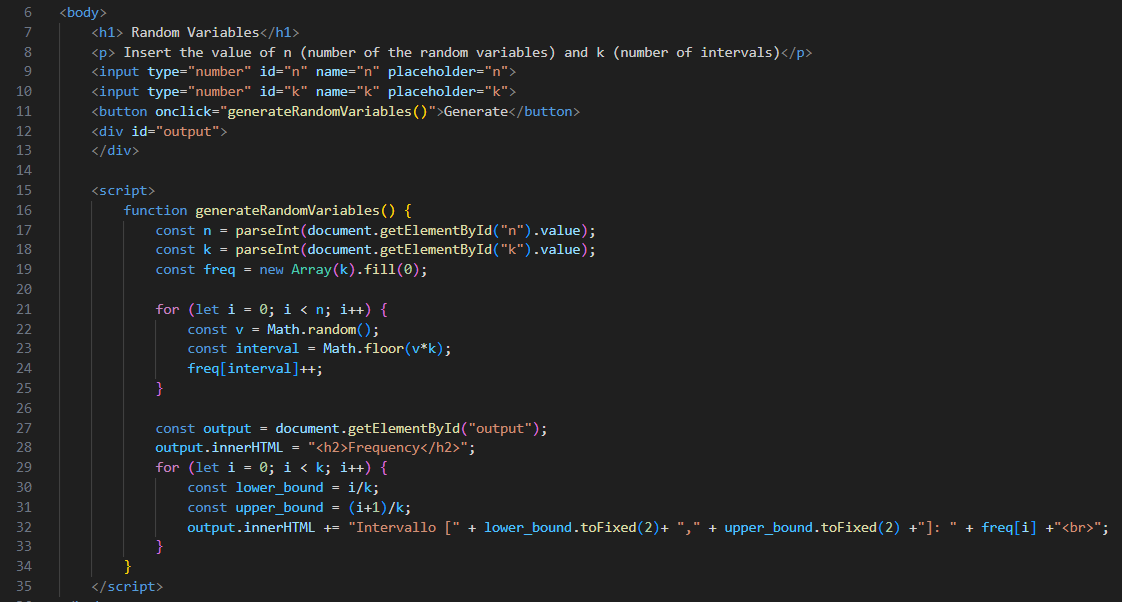 6 <body>
7 <h1> Random Variables</h1>
8 <p> Insert the value of n (number of the random variables) and k (number of intervals)</p>
9 <input type="number" id="n" name="n" placeholder="n">
10 <input type="number" id="k" name="k" placeholder="k">
11 <button onclick="generateRandomVariables()">Generate</button>
12 <div id="output">
13 </div>
14
15 <script>
16 function generateRandomVariables() {
17 const n = parseInt(document.getElementById("n").value);
18 const k = parseInt(document.getElementById("k").value);
19 const freq = new Array(k).fill(0);
20
21 for (let i = 0; i < n; i++) {
22 const v = Math.random();
23 const interval = Math.floor(v*k);
24 freq[interval]++;
25 }
26
27 const output = document.getElementById("output");
28 output.innerHTML = "<h2>Frequency</h2>";
29 for (let i = 0; i < k; i++) {
30 const lower_bound = i/k;
31 const upper_bound = (i+1)/k;
32 output.innerHTML += "Intervallo [" + lower_bound.toFixed(2)+ "," + upper_bound.toFixed(2) +"]: " + freq[i] +"<br>";
33 }
34 }
35 </script>